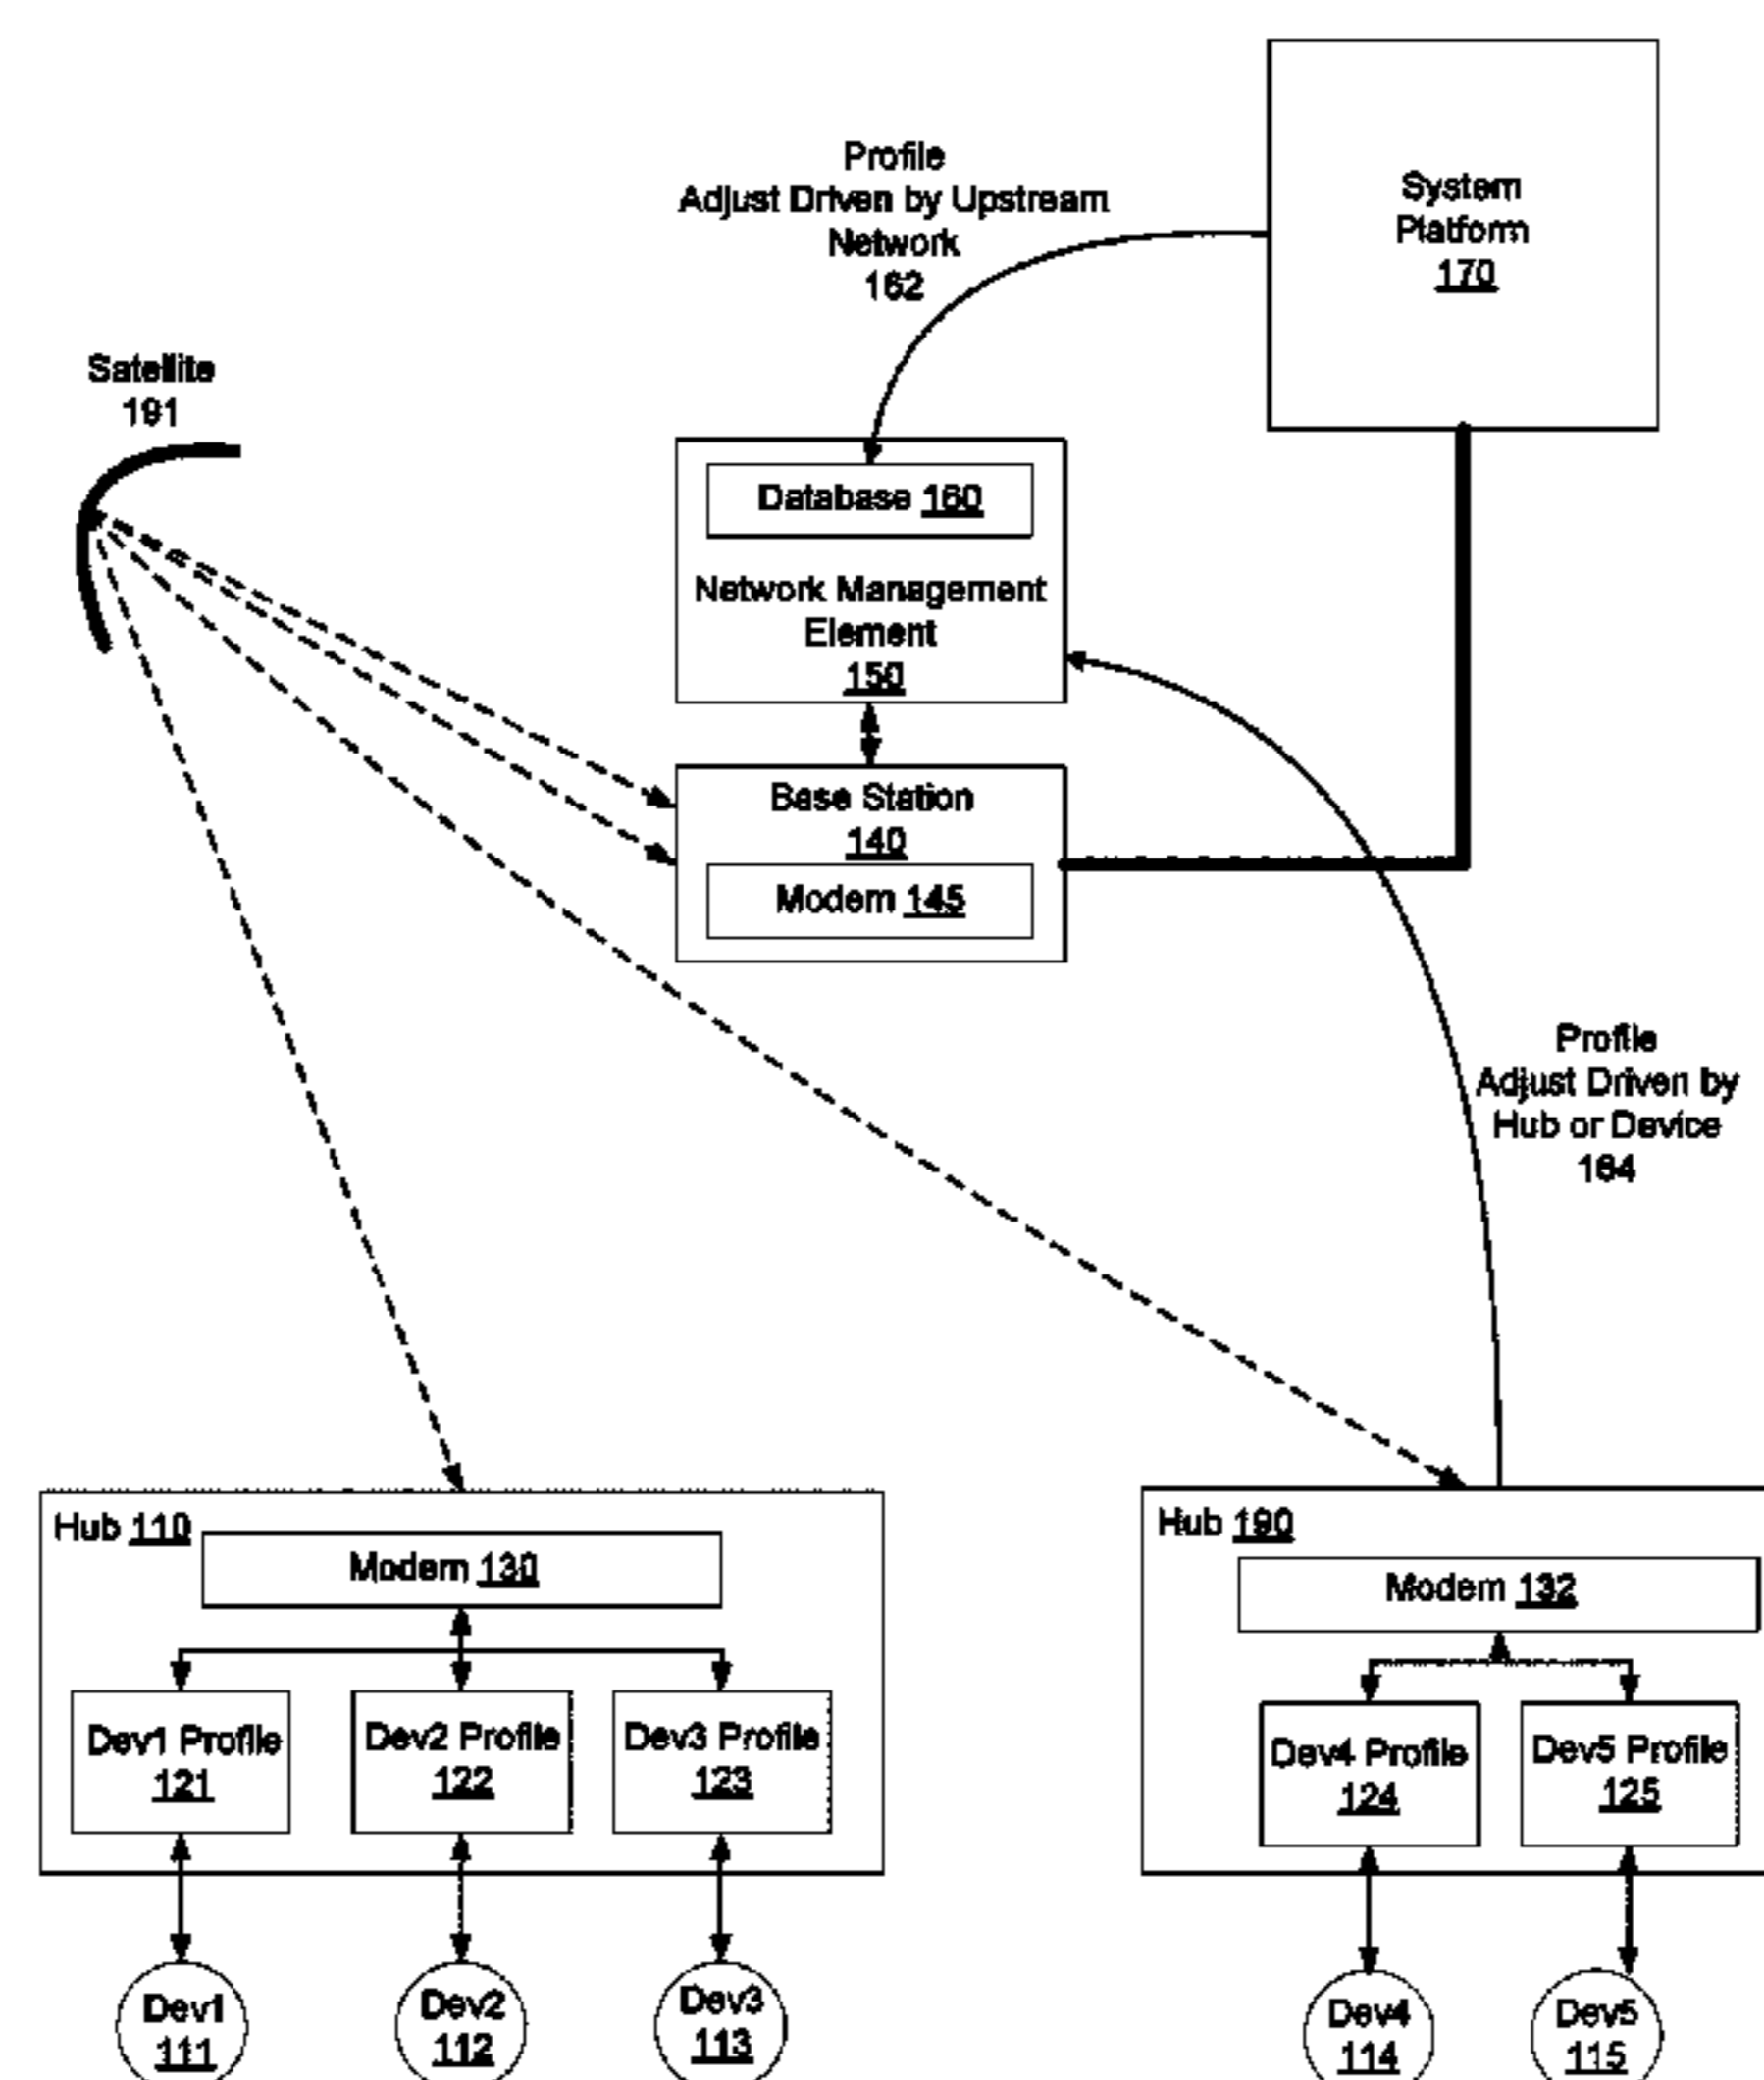 Profile
Adjust Driven by Upstream
Network
162
System
Platform
170
Satellite
191
Database 160
Network Management
Element
150
Base Station
140
Modem 145
Profile
Adjust Driven by
Hub or Device
164
Hub 110
Modem 130
Dev1 Profile
121
Dev2 Profile
122
Dev3 Profile
123
Hub 190
Modem 132
Dev4 Profile
124
Dev5 Profile
125
Dev1
111
Dev2
112
Dev3
113
Dev4
114
Dev5
115